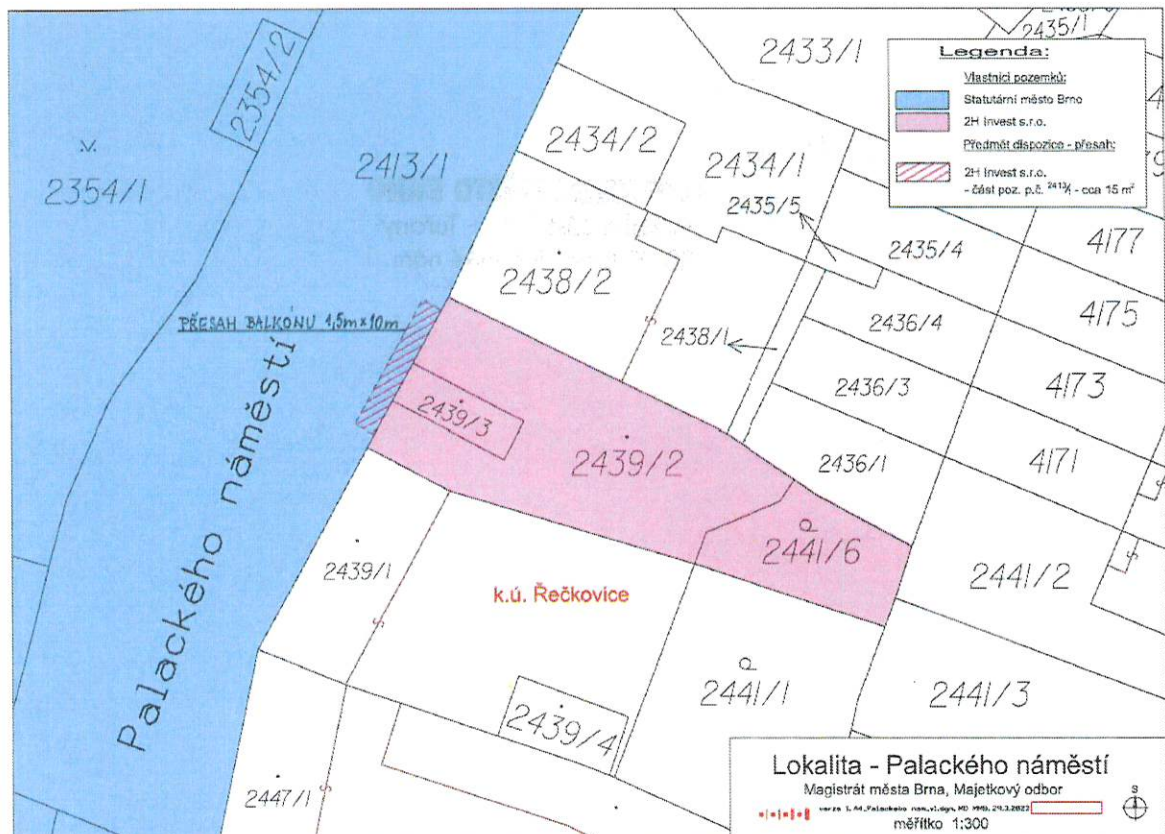 2354/2
2433/1
2435/1
Legenda:
Vlastníci pozemků:
Statutární město Brno
2H Invest s.r.o.
Předmět dispozice - přesah:
2H Invest s.r.o.
- část poz. p.č. 2413/1 - cca 15 m²
2354/1
2413/1
2434/2
2434/1
2435/5
2435/4
4177
2438/2
2438/1
2436/4
4175
PŘESAH BALKÓNU 1,5m x 10m
2436/3
4173
2439/3
2439/2
2436/1
4171
Palackého náměstí
2441/6
2441/2
2439/1
k.ú. Řečkovice
2441/1
2441/3
2439/4
2447/1
Lokalita - Palackého náměstí
Magistrát města Brna, Majetkový odbor
měřítko 1:300
S